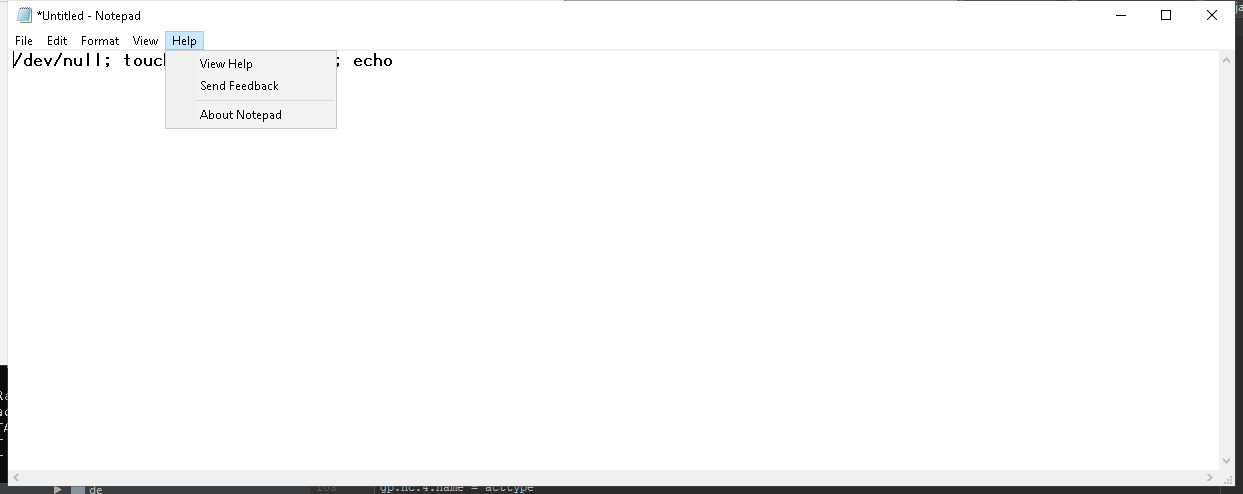 *Untitled - Notepad
File Edit Format View Help
/dev/null; touc ; echo
View Help
Send Feedback
About Notepad
de
gp.nc.4.name = acctype